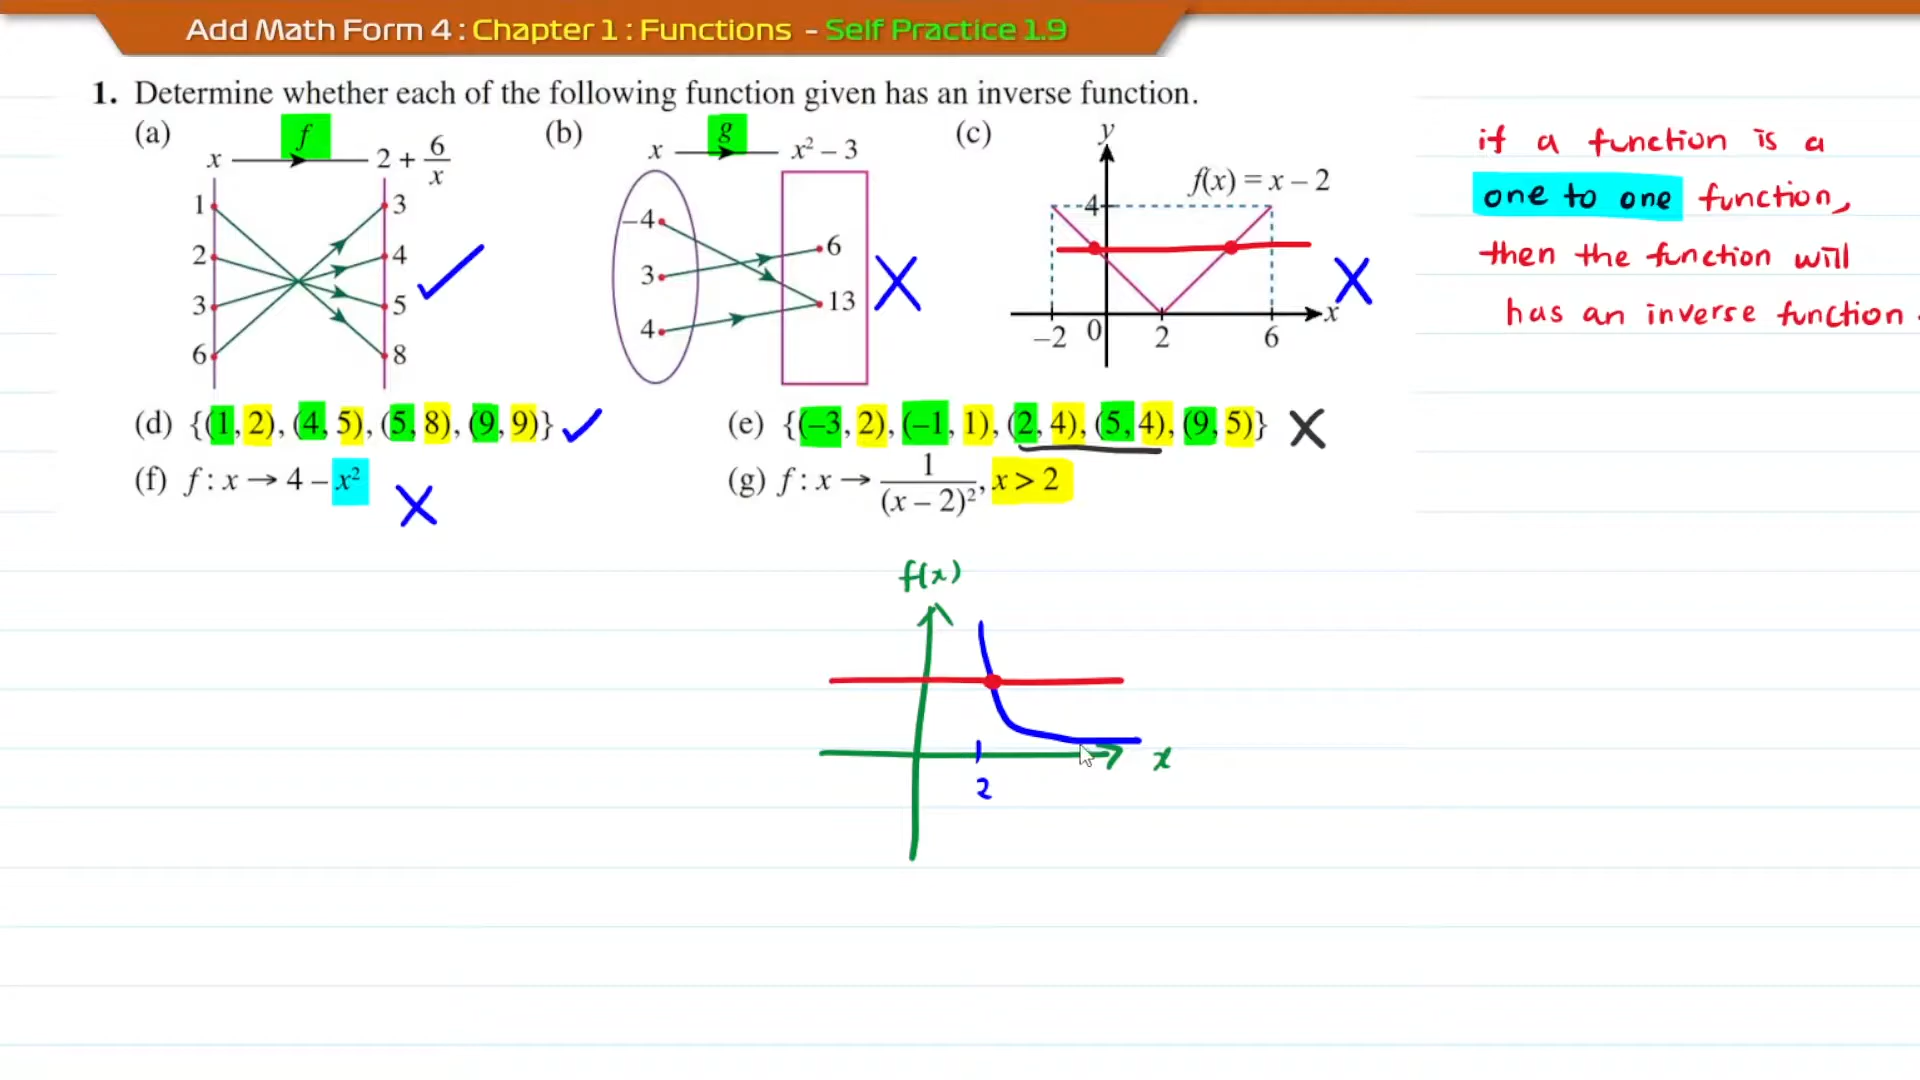 Add Math Form 4 : Chapter 1 : Functions - Self Practice 1.9
1. Determine whether each of the following function given has an inverse function.
(a) f
x 2 + 6/x
1 3
2 4
3 5
6 8
(b) g
x x² – 3
–4
3
4
6
13
(c) y
f(x) = x – 2
4
–2 0 2 6 x
if a function is a
one to one function,
then the function will
has an inverse function.
(d) {(1, 2), (4, 5), (5, 8), (9, 9)}
(e) {(–3, 2), (–1, 1), (2, 4), (5, 4), (9, 5)}
(f) f : x → 4 – x²
(g) f : x → 1/(x – 2)², x > 2
f(x)
x
2